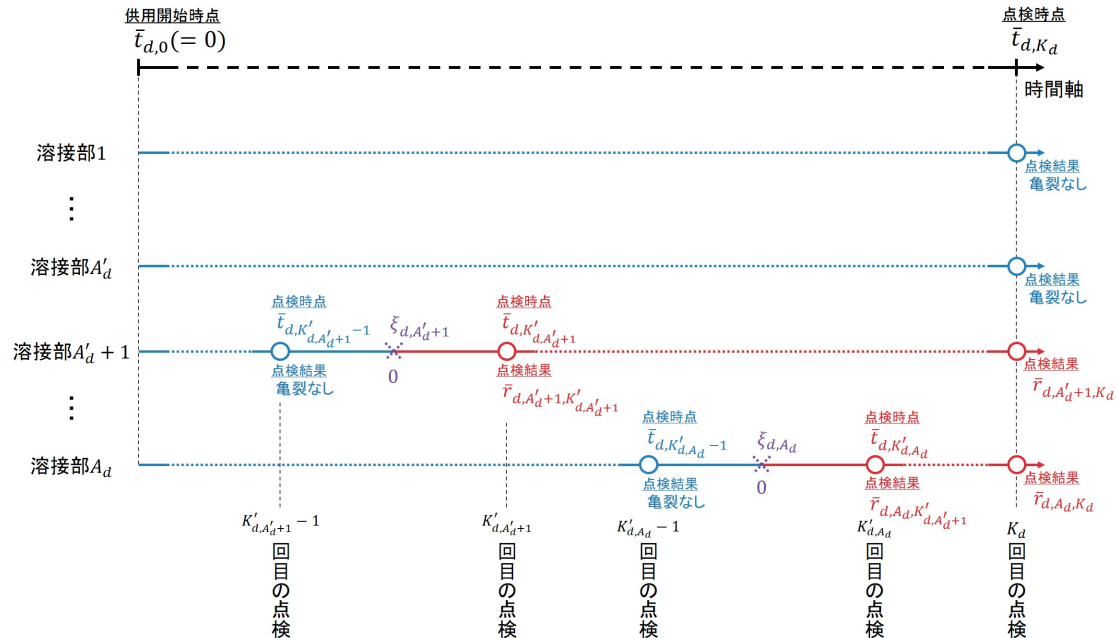 供用開始時点
t̄_{d,0}(= 0)
点検時点
t̄_{d,K_d}
時間軸
溶接部1
点検結果
亀裂なし
⋮
溶接部A′_d
点検結果
亀裂なし
点検時点
t̄_{d,K′_{d,A′_d+1}−1}
ξ_{d,A′_d+1}
点検時点
t̄_{d,K′_{d,A′_d+1}}
溶接部A′_d + 1
点検結果
亀裂なし
0
点検結果
r̄_{d,A′_d+1,K′_{d,A′_d+1}}
点検結果
r̄_{d,A′_d+1,K_d}
⋮
点検時点
t̄_{d,K′_{d,A_d}−1}
ξ_{d,A_d}
点検時点
t̄_{d,K′_{d,A_d}}
溶接部A_d
点検結果
亀裂なし
0
点検結果
r̄_{d,A_d,K′_{d,A′_d+1}}
点検結果
r̄_{d,A_d,K_d}
K′_{d,A′_d+1} − 1
回目の点検
K′_{d,A′_d+1}
回目の点検
K′_{d,A_d} − 1
回目の点検
K′_{d,A_d}
回目の点検
K_d
回目の点検